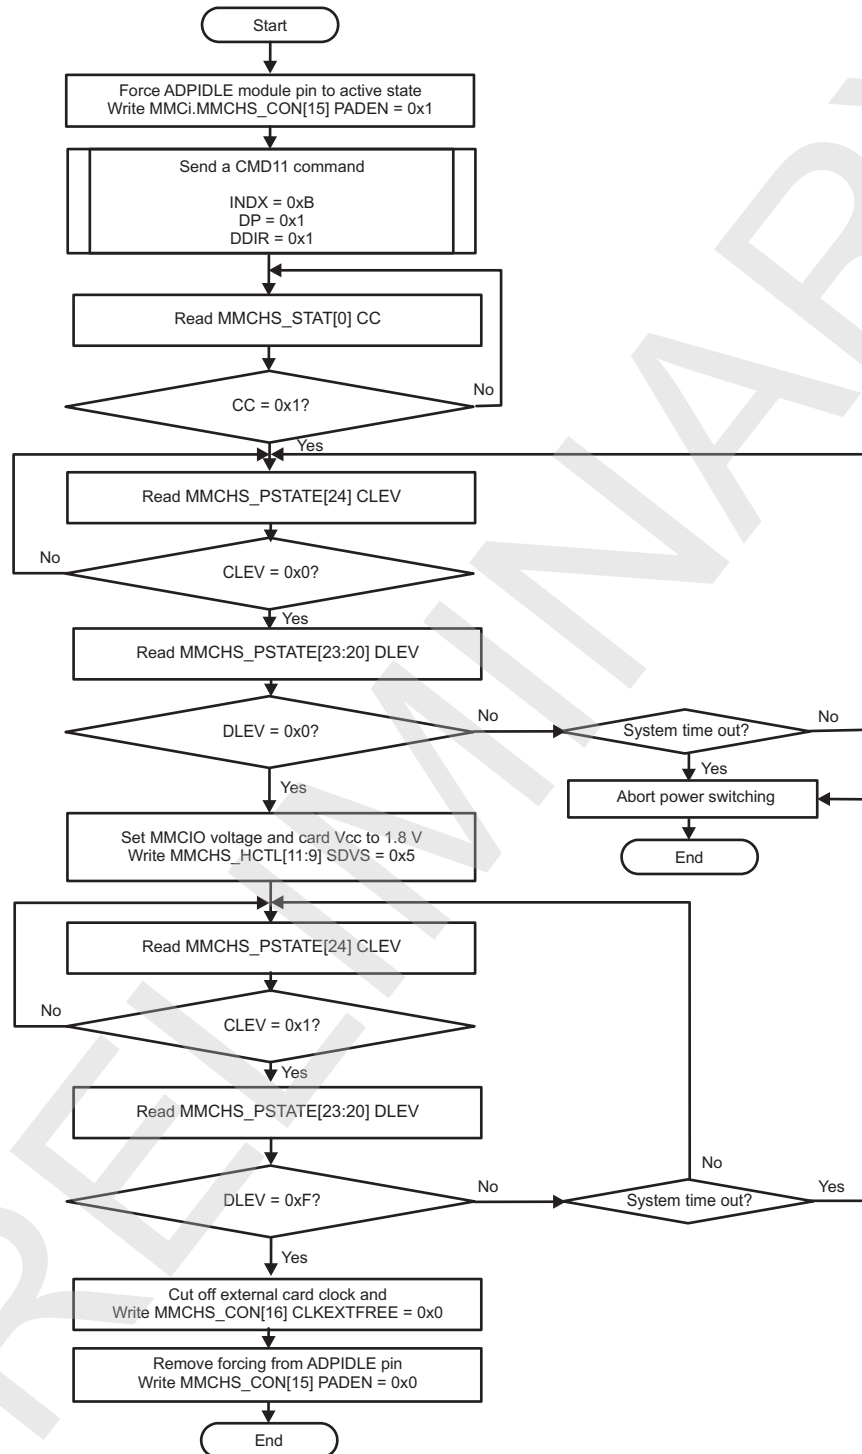 Start
Force ADPIDLE module pin to active state
Write MMCi.MMCHS_CON[15] PADEN = 0x1
Send a CMD11 command
INDX = 0xB
DP = 0x1
DDIR = 0x1
Read MMCHS_STAT[0] CC
CC = 0x1?
No
Yes
Read MMCHS_PSTATE[24] CLEV
No
CLEV = 0x0?
Yes
Read MMCHS_PSTATE[23:20] DLEV
DLEV = 0x0?
No
System time out?
No
Yes
Yes
Abort power switching
End
Set MMCIO voltage and card Vcc to 1.8 V
Write MMCHS_HCTL[11:9] SDVS = 0x5
Read MMCHS_PSTATE[24] CLEV
No
CLEV = 0x1?
Yes
Read MMCHS_PSTATE[23:20] DLEV
DLEV = 0xF?
No
System time out?
No
Yes
Yes
Cut off external card clock and
Write MMCHS_CON[16] CLKEXTFREE = 0x0
Remove forcing from ADPIDLE pin
Write MMCHS_CON[15] PADEN = 0x0
End
RELIMINARY